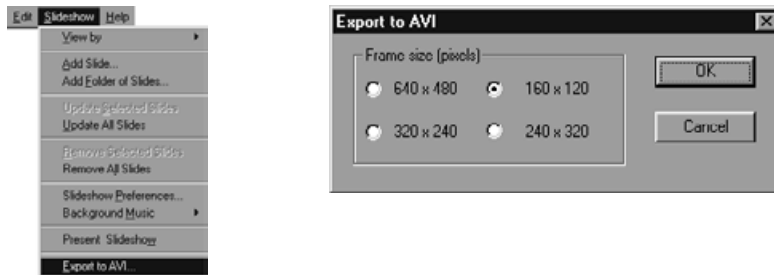 Edit Slideshow Help
View by
Add Slide...
Add Folder of Slides...
Update Selected Slides
Update All Slides
Remove Selected Slides
Remove All Slides
Slideshow Preferences...
Background Music
Present Slideshow
Export to AVI...
Export to AVI
Frame size (pixels)
640 x 480 160 x 120
320 x 240 240 x 320
OK
Cancel